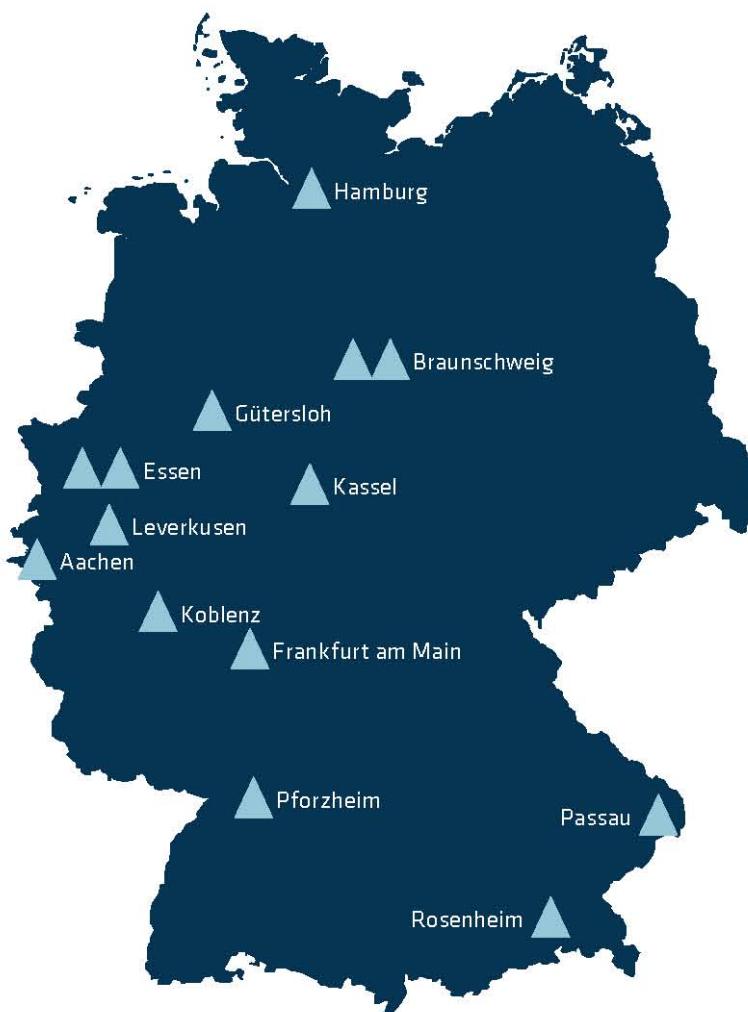 Hamburg
Braunschweig
Gütersloh
Essen
Kassel
Leverkusen
Aachen
Koblenz
Frankfurt am Main
Pforzheim
Passau
Rosenheim